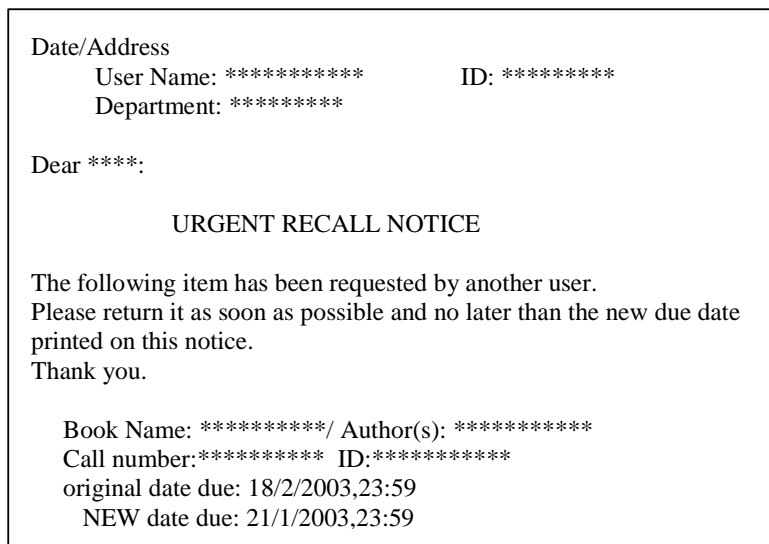 Date/Address
User Name: *********** ID: *********
Department: *********
Dear ****:
URGENT RECALL NOTICE
The following item has been requested by another user.
Please return it as soon as possible and no later than the new due date
printed on this notice.
Thank you.
Book Name: **********/ Author(s): ***********
Call number:********** ID:***********
original date due: 18/2/2003,23:59
NEW date due: 21/1/2003,23:59